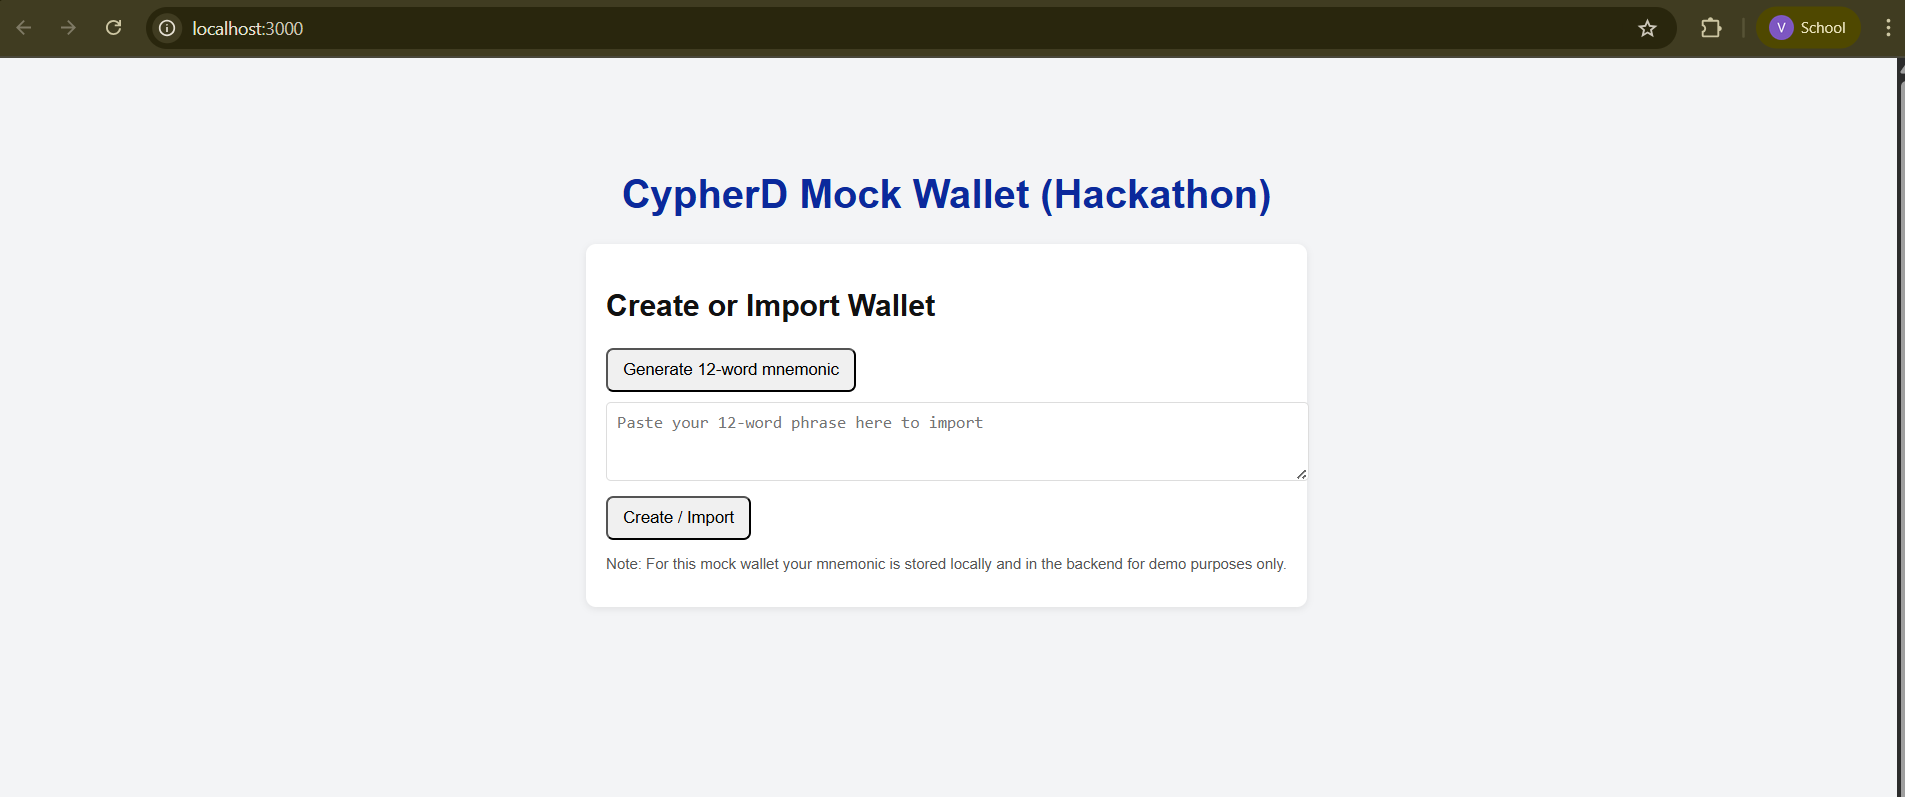 localhost:3000
V School
CypherD Mock Wallet (Hackathon)
Create or Import Wallet
Generate 12-word mnemonic
Paste your 12-word phrase here to import
Create / Import
Note: For this mock wallet your mnemonic is stored locally and in the backend for demo purposes only.